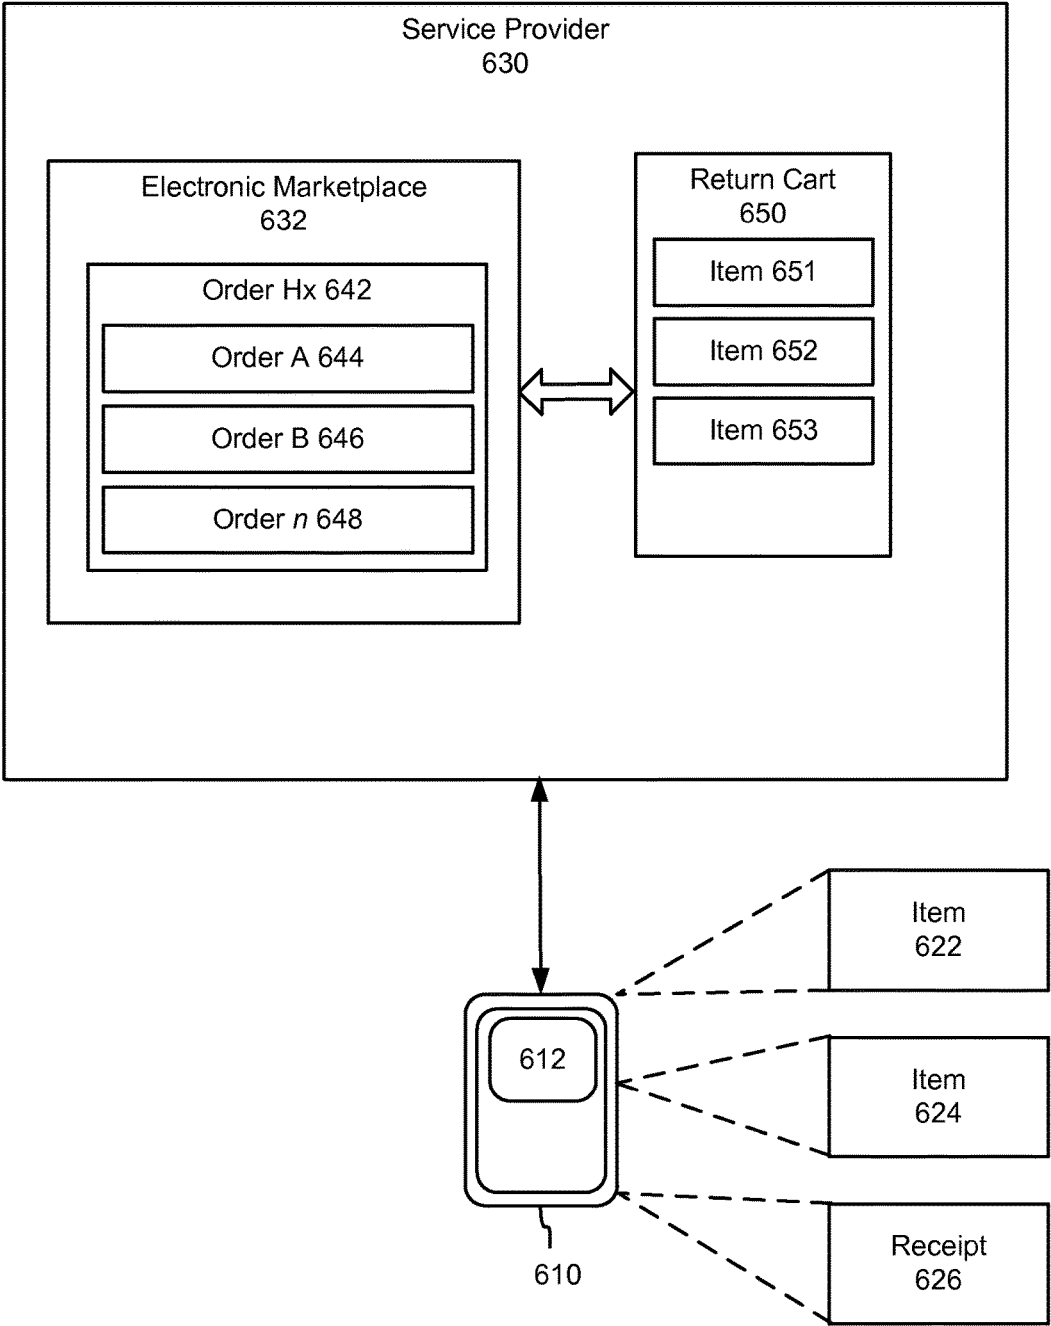 Service Provider
630
Electronic Marketplace
632
Order Hx 642
Order A 644
Order B 646
Order n 648
Return Cart
650
Item 651
Item 652
Item 653
612
610
Item
622
Item
624
Receipt
626